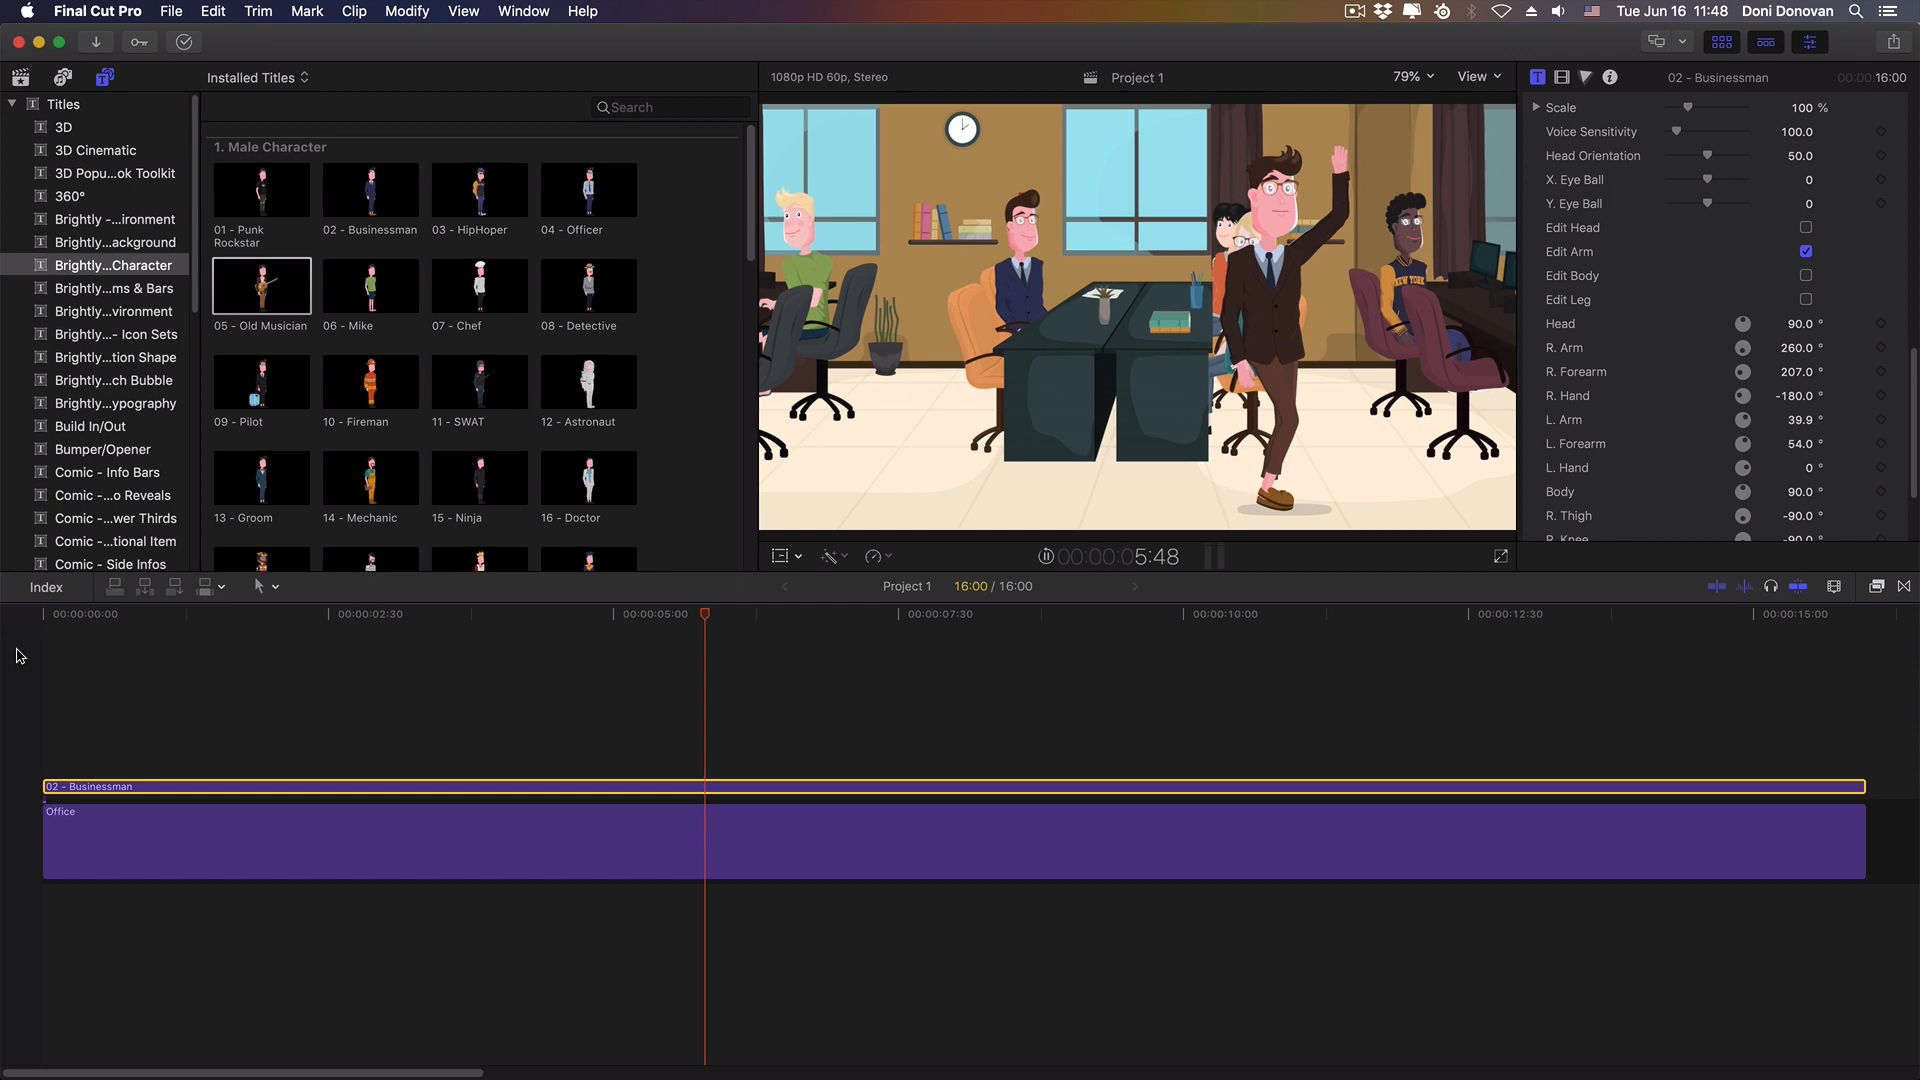 Final Cut Pro File Edit Trim Mark Clip Modify View Window Help Tue Jun 16 11:48 Doni Donovan
Installed Titles
1080p HD 60p, Stereo
Project 1
79%
View
02 - Businessman
00:00:16:00
Titles
3D
3D Cinematic
3D Popu...ok Toolkit
360°
Brightly -...ironment
Brightly...ackground
Brightly...Character
Brightly...ms & Bars
Brightly...vironment
Brightly... - Icon Sets
Brightly...tion Shape
Brightly...ch Bubble
Brightly...ypography
Build In/Out
Bumper/Opener
Comic - Info Bars
Comic -...o Reveals
Comic -...wer Thirds
Comic -...tional Item
Comic - Side Infos
Search
1. Male Character
01 - Punk Rockstar
02 - Businessman
03 - HipHoper
04 - Officer
05 - Old Musician
06 - Mike
07 - Chef
08 - Detective
09 - Pilot
10 - Fireman
11 - SWAT
12 - Astronaut
13 - Groom
14 - Mechanic
15 - Ninja
16 - Doctor
NEW YORK
Scale 100 %
Voice Sensitivity 100.0
Head Orientation 50.0
X. Eye Ball 0
Y. Eye Ball 0
Edit Head
Edit Arm
Edit Body
Edit Leg
Head 90.0 °
R. Arm 260.0 °
R. Forearm 207.0 °
R. Hand -180.0 °
L. Arm 39.9 °
L. Forearm 54.0 °
L. Hand 0 °
Body 90.0 °
R. Thigh -90.0 °
R. Knee -90.0 °
00:00:05:48
Index
Project 1
16:00 / 16:00
00:00:00:00
00:00:02:30
00:00:05:00
00:00:07:30
00:00:10:00
00:00:12:30
00:00:15:00
02 - Businessman
Office